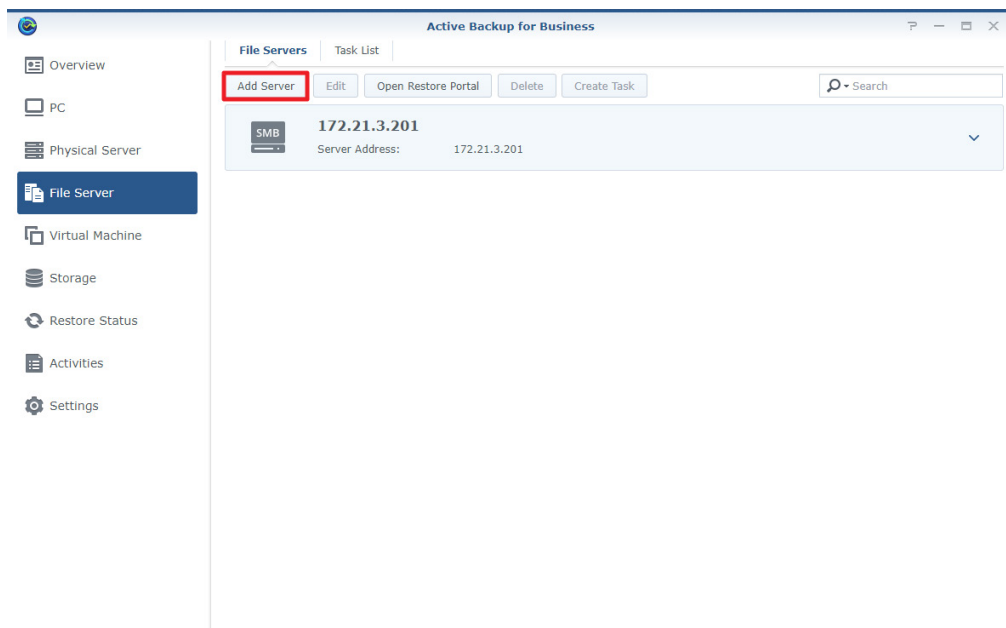 Active Backup for Business
Overview
PC
Physical Server
File Server
Virtual Machine
Storage
Restore Status
Activities
Settings
File Servers Task List
Add Server Edit Open Restore Portal Delete Create Task Search
SMB
172.21.3.201
Server Address: 172.21.3.201